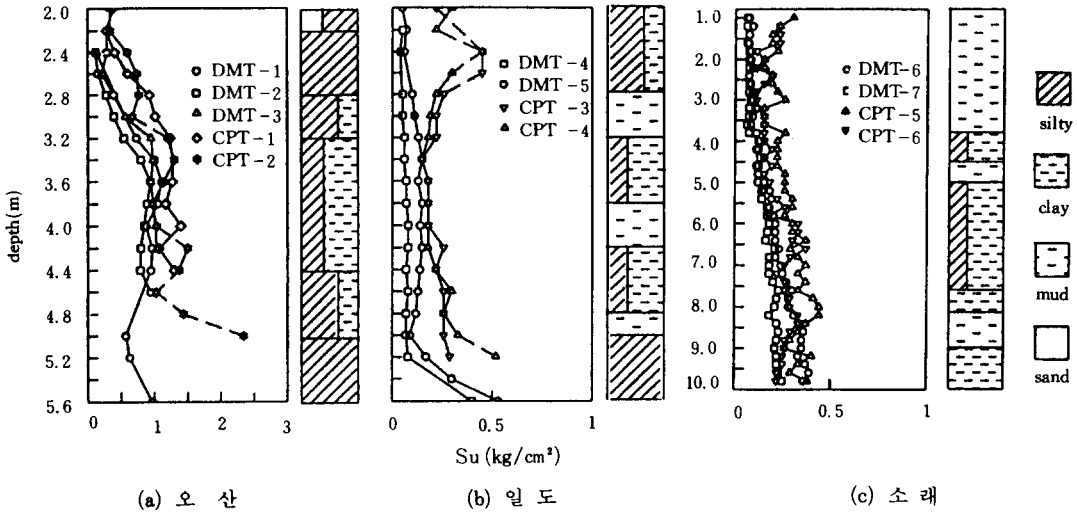 depth(m)
2.0
2.4
2.8
3.2
3.6
4.0
4.4
4.8
5.2
5.6
DMT-1
DMT-2
DMT-3
CPT-1
CPT-2
0 1 2 3
(a) 오 산
DMT-4
DMT-5
CPT-3
CPT-4
0 0.5 1
Su (kg/cm²)
(b) 일 도
1.0
2.0
3.0
4.0
5.0
6.0
7.0
8.0
9.0
10.0
DMT-6
DMT-7
CPT-5
CPT-6
0 0.5 1
(c) 소 래
silty
clay
mud
sand